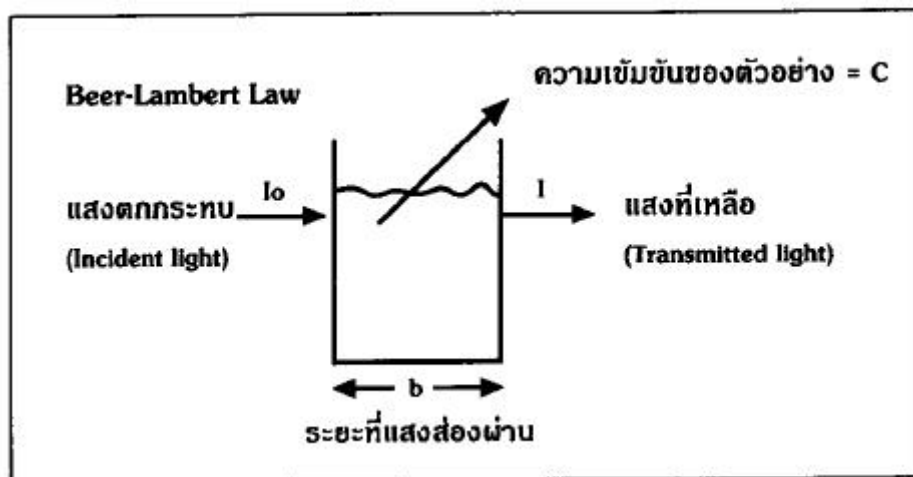 ความเข้มข้นของตัวอย่าง = C
Beer-Lambert Law
แสงตกกระทบ
Io
I
แสงที่เหลือ
(Incident light)
(Transmitted light)
b
ระยะที่แสงส่องผ่าน